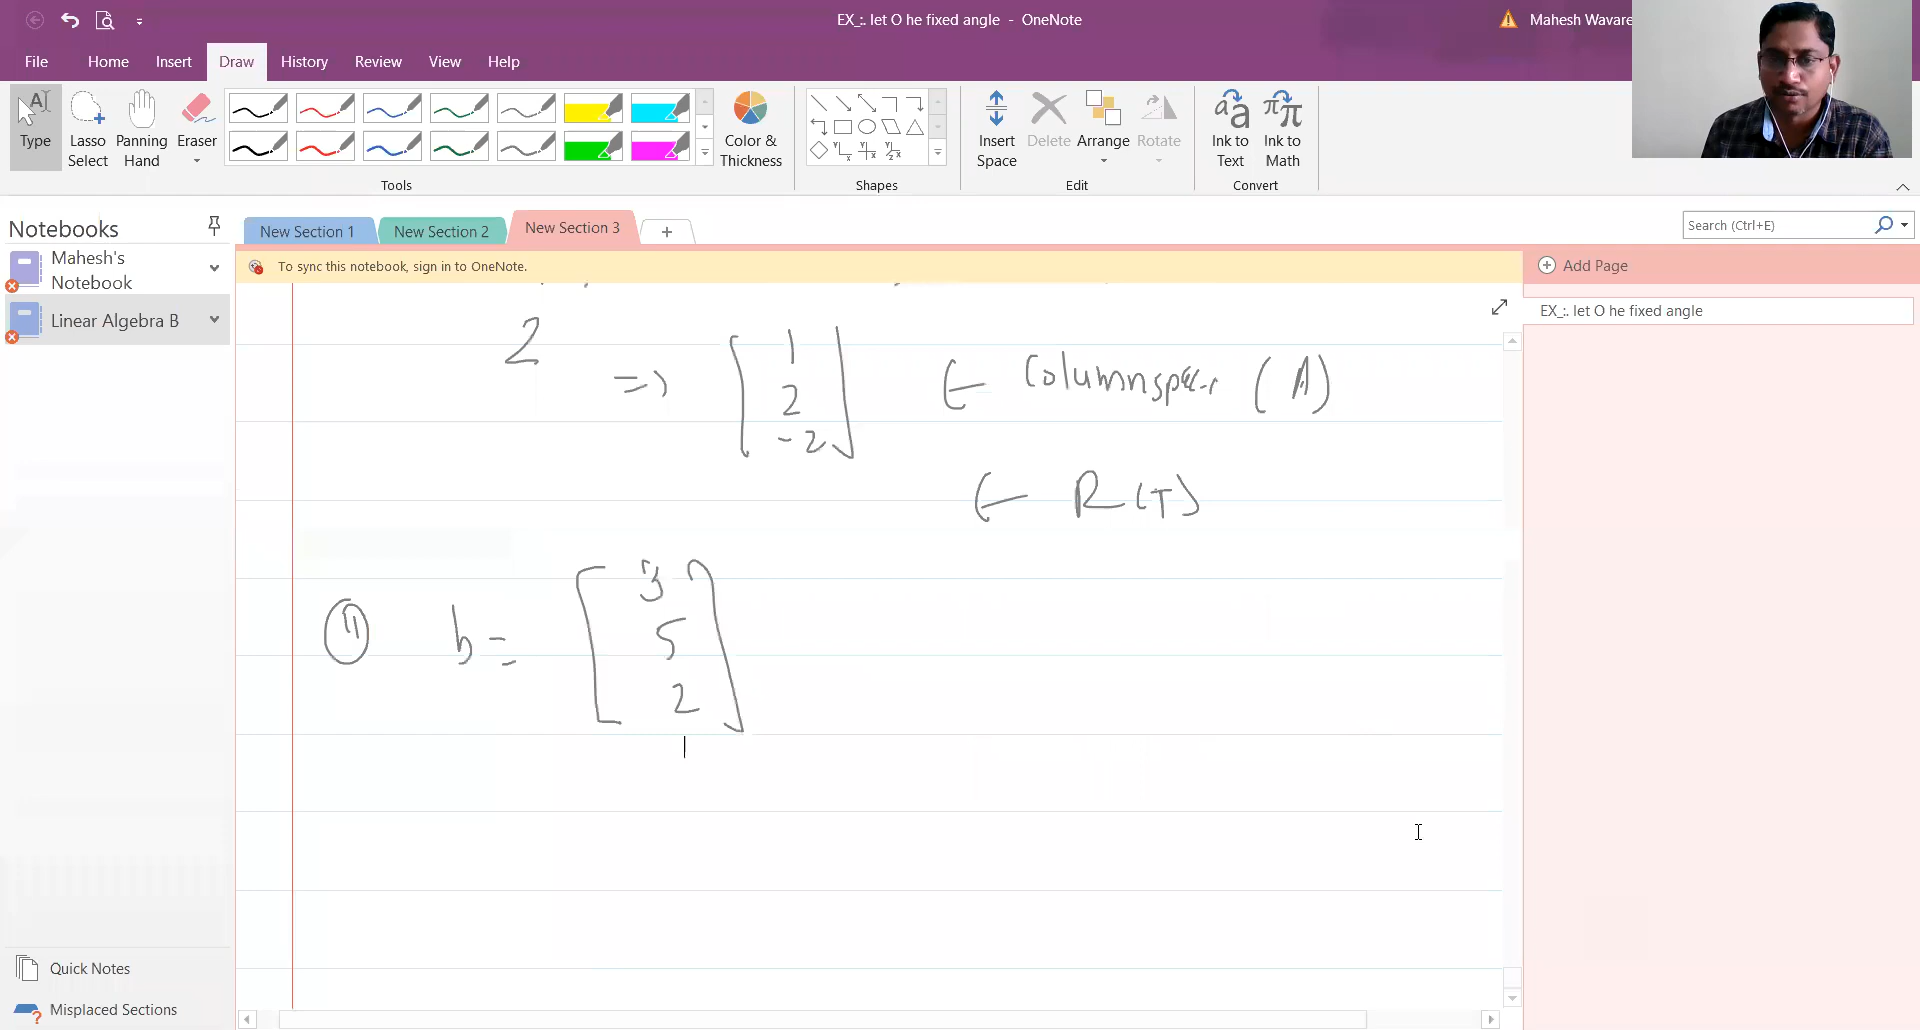 EX_:. let O he fixed angle - OneNote
Mahesh Wavare
File Home Insert Draw History Review View Help
Type
Lasso Select
Panning Hand
Eraser
Color & Thickness
Insert Space
Delete
Arrange
Rotate
Ink to Text
Ink to Math
Tools
Shapes
Edit
Convert
Notebooks
New Section 1
New Section 2
New Section 3
+
Search (Ctrl+E)
Mahesh's Notebook
Linear Algebra B
To sync this notebook, sign in to OneNote.
Add Page
EX_:. let O he fixed angle
2 => [ 1 2 -2 ] ∈ Columnspace (A)
∈ R(T)
II b = [ 3 5 2 ]
Quick Notes
Misplaced Sections